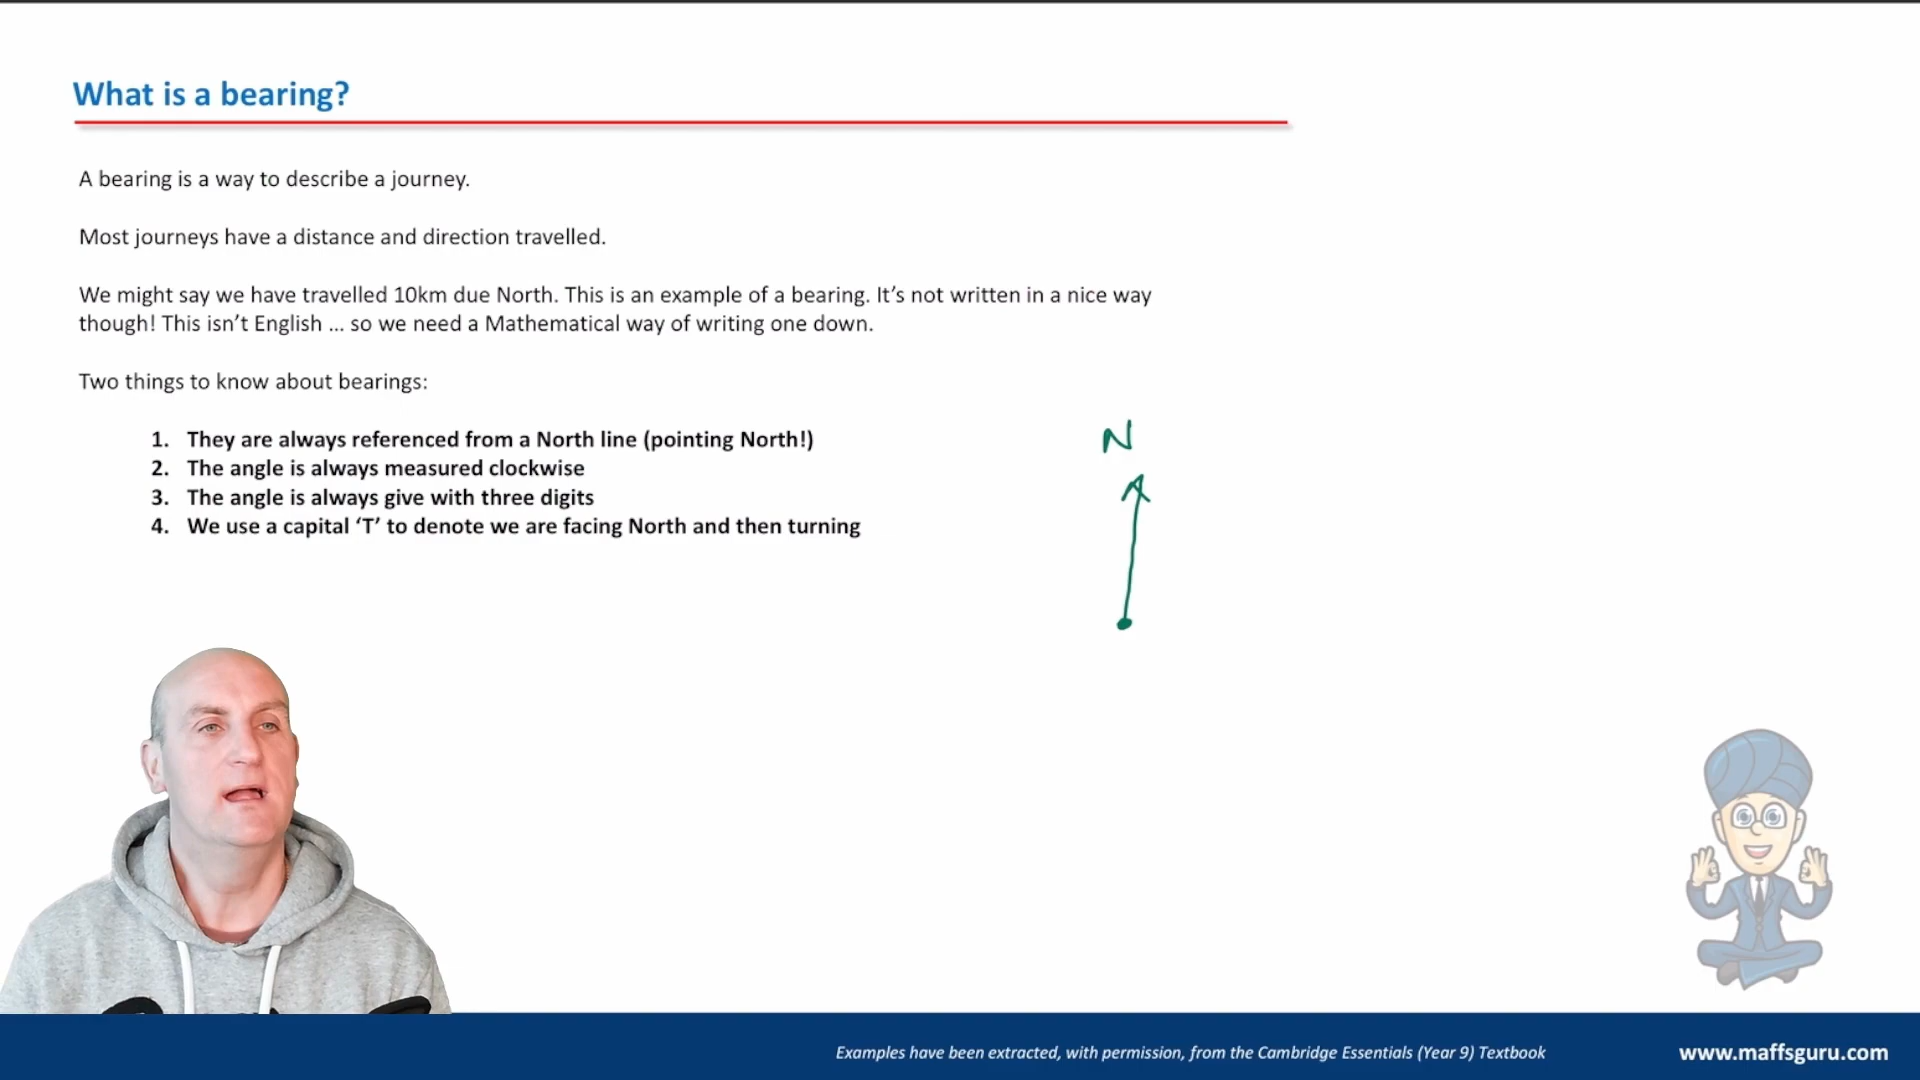 What is a bearing?
A bearing is a way to describe a journey.
Most journeys have a distance and direction travelled.
We might say we have travelled 10km due North. This is an example of a bearing. It’s not written in a nice way
though! This isn’t English ... so we need a Mathematical way of writing one down.
Two things to know about bearings:
1. They are always referenced from a North line (pointing North!)
2. The angle is always measured clockwise
3. The angle is always give with three digits
4. We use a capital ‘T’ to denote we are facing North and then turning
N
Examples have been extracted, with permission, from the Cambridge Essentials (Year 9) Textbook
www.maffsguru.com